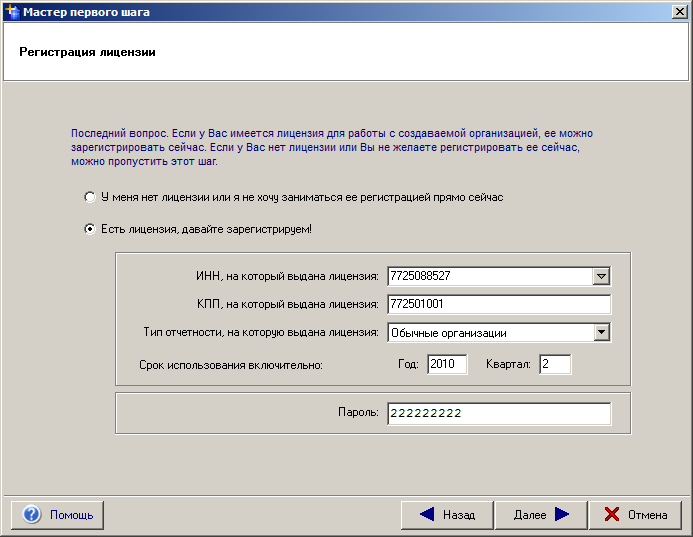 Мастер первого шага
Регистрация лицензии
Последний вопрос. Если у Вас имеется лицензия для работы с создаваемой организацией, ее можно
зарегистрировать сейчас. Если у Вас нет лицензии или Вы не желаете регистрировать ее сейчас,
можно пропустить этот шаг.
У меня нет лицензии или я не хочу заниматься ее регистрацией прямо сейчас
Есть лицензия, давайте зарегистрируем!
ИНН, на который выдана лицензия: 7725088527
КПП, на который выдана лицензия: 772501001
Тип отчетности, на которую выдана лицензия: Обычные организации
Срок использования включительно: Год: 2010 Квартал: 2
Пароль: 222222222
Помощь Назад Далее Отмена